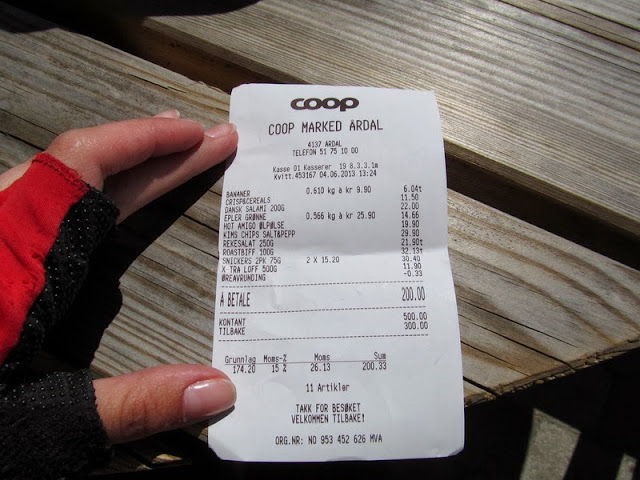 coop
COOP MARKED ÅRDAL
4137 ÅRDAL
TELEFON 51 75 10 00
Kasse 01 Kasserer 19 8.3.3.1m
Kvitt.453167 04.06.2013 13:24
BANANER 0.610 kg à kr 9.90 6.04t
CRISP&CEREALS 11.50
DANSK SALAMI 200G 22.00
EPLER GRØNNE 0.566 kg à kr 25.90 14.66
HOT AMIGO ØLPØLSE 19.90
KIMS CHIPS SALT&PEPP 29.90
REKESALAT 250G 21.90t
ROASTBIFF 100G 32.13t
SNICKERS 2PK 75G 2 X 15.20 30.40
X-TRA LOFF 500G 11.90
ØREAVRUNDING -0.33
Å BETALE 200.00
KONTANT 500.00
TILBAKE 300.00
Grunnlag Moms-% Moms Sum
174.20 15 % 26.13 200.33
11 Artikler
TAKK FOR BESØKET
VELKOMMEN TILBAKE!
ORG.NR: NO 953 452 626 MVA